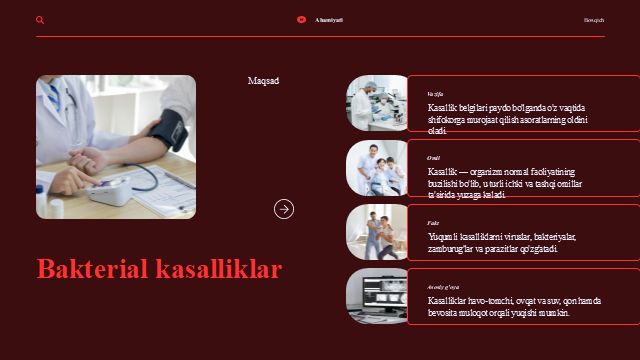 Ahamiyati
Bosqich
Maqsad
Bakterial kasalliklar
Vazifa
Kasallik belgilari paydo bo'lganda o'z vaqtida
shifokorga murojaat qilish asoratlarning oldini
oladi.
Omil
Kasallik — organizm normal faoliyatining
buzilishi bo'lib, u turli ichki va tashqi omillar
ta'sirida yuzaga keladi.
Fakt
Yuqumli kasalliklarni viruslar, bakteriyalar,
zamburug'lar va parazitlar qo'zg'atadi.
Asosiy g'oya
Kasalliklar havo-tomchi, ovqat va suv, qon hamda
bevosita muloqot orqali yuqishi mumkin.